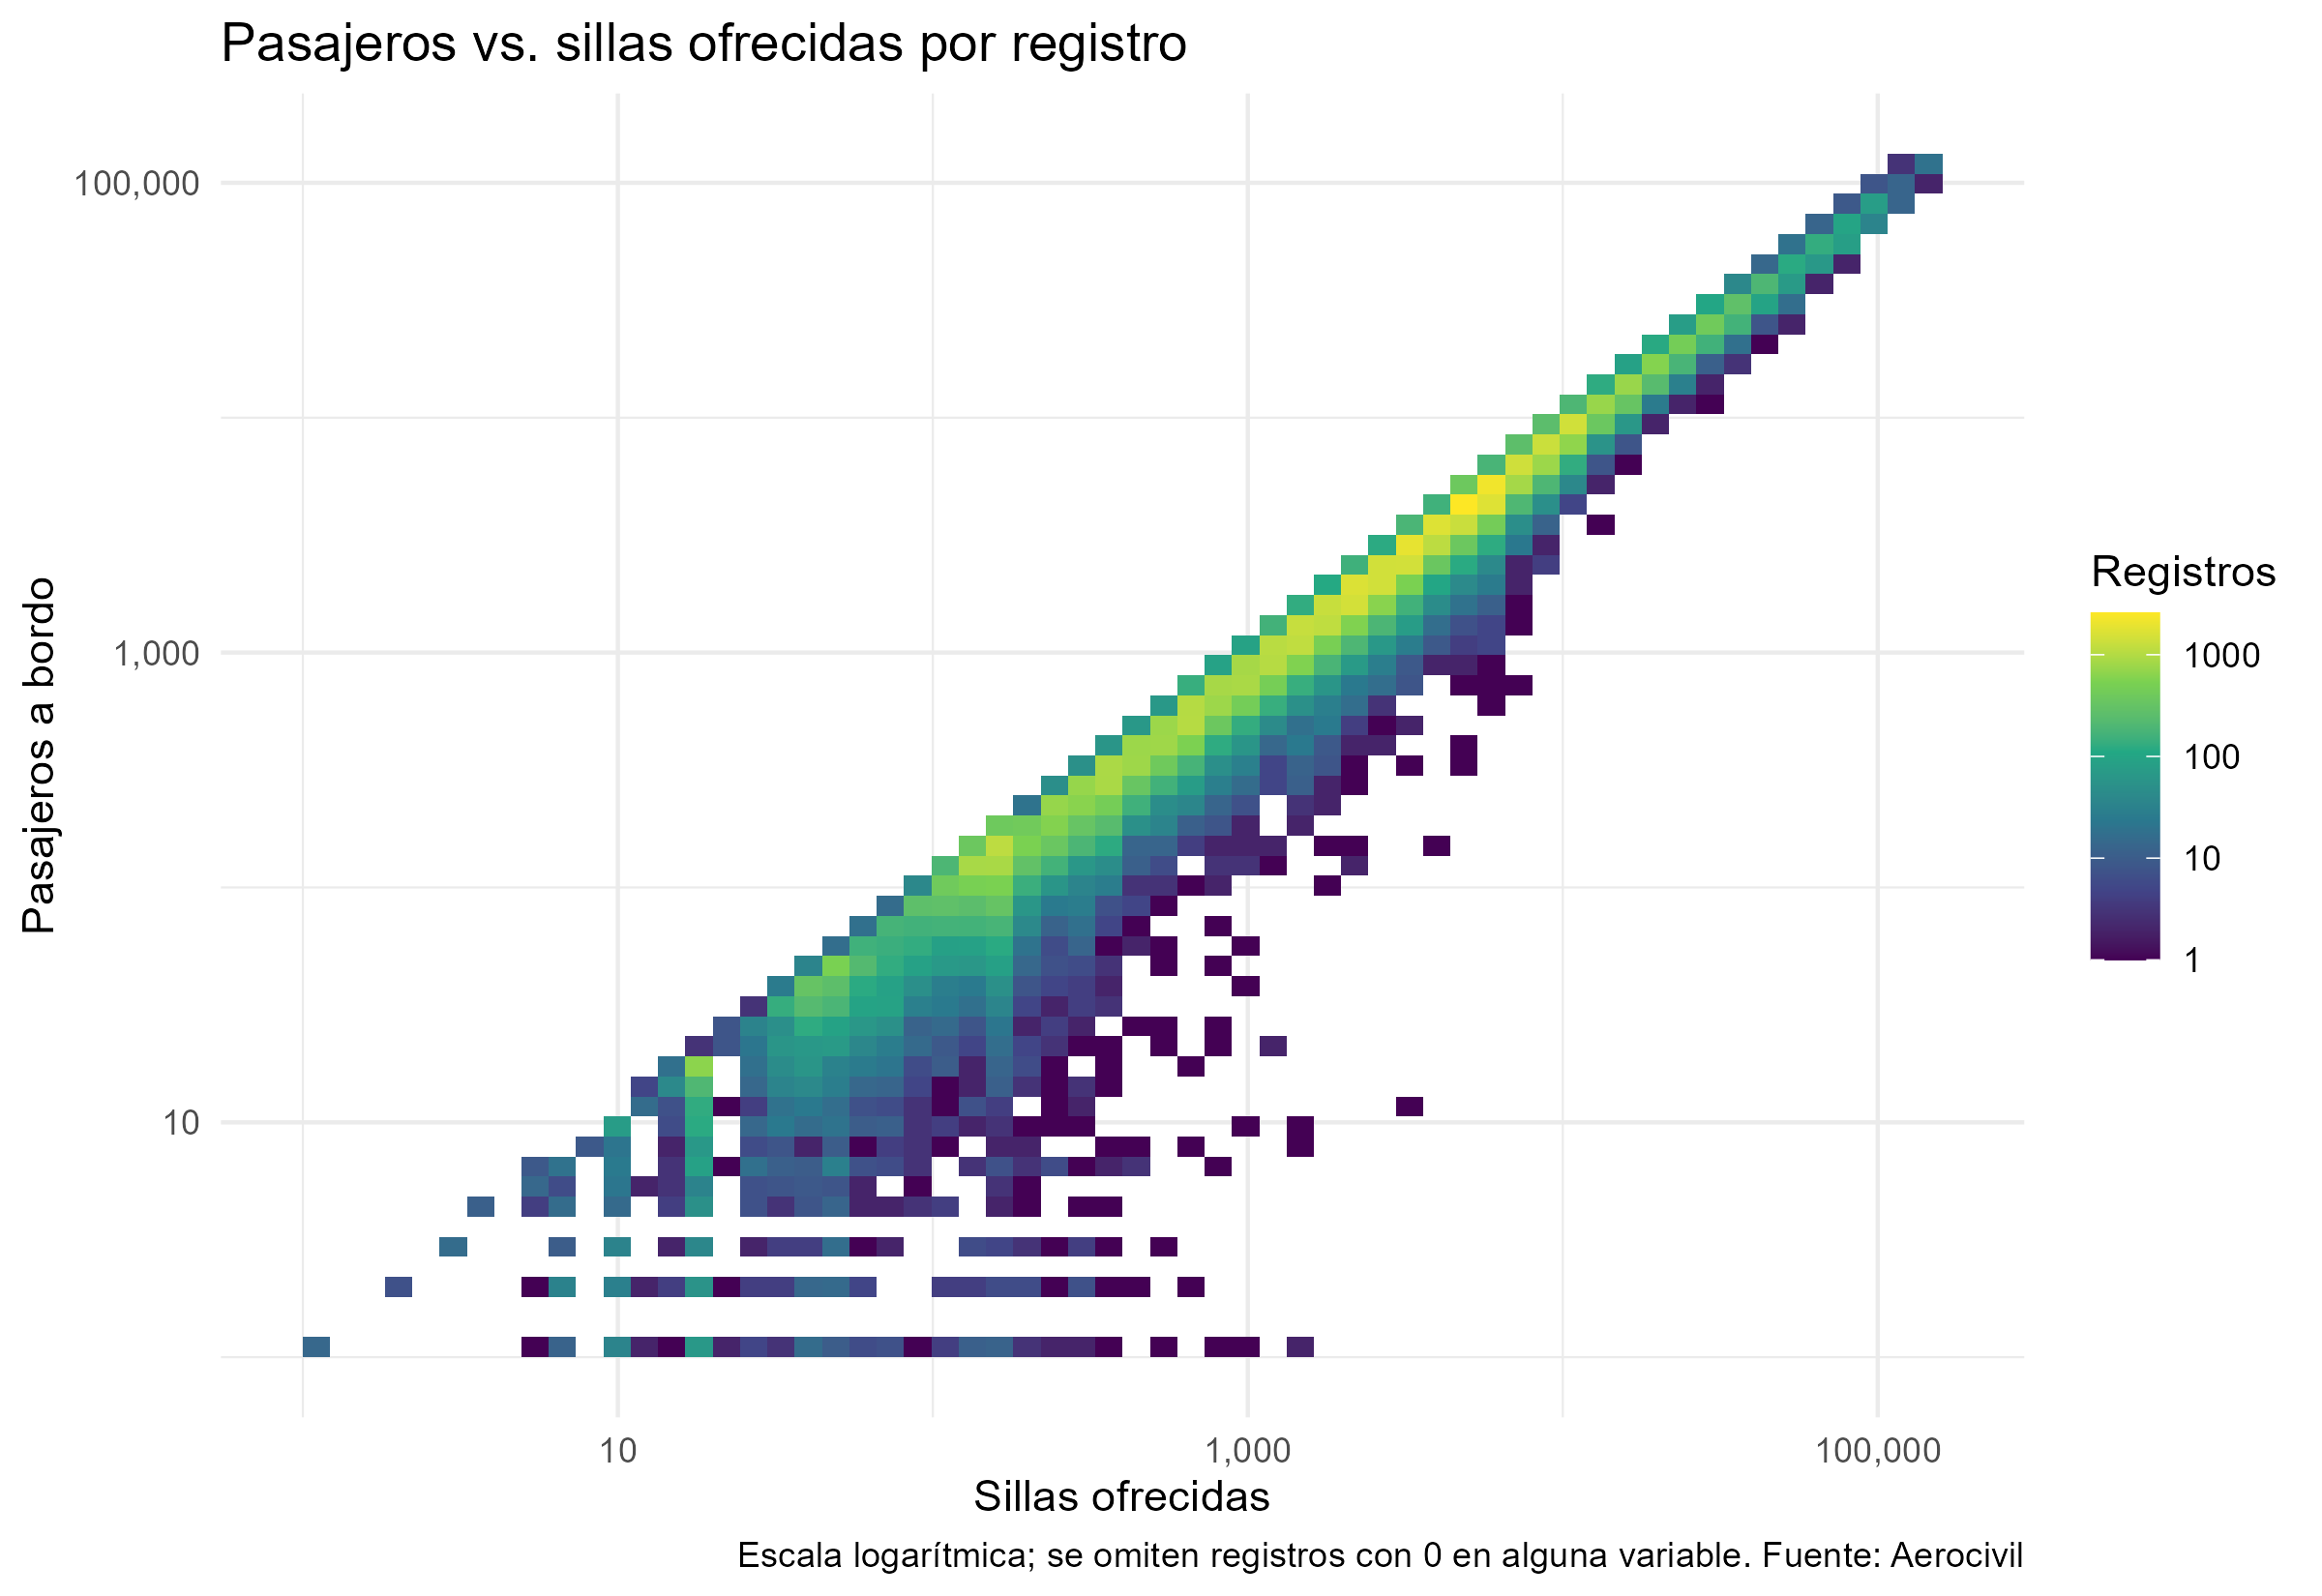 Pasajeros vs. sillas ofrecidas por registro
Pasajeros a bordo
100,000
1,000
10
10
1,000
100,000
Sillas ofrecidas
Registros
1000
100
10
1
Escala logarítmica; se omiten registros con 0 en alguna variable. Fuente: Aerocivil